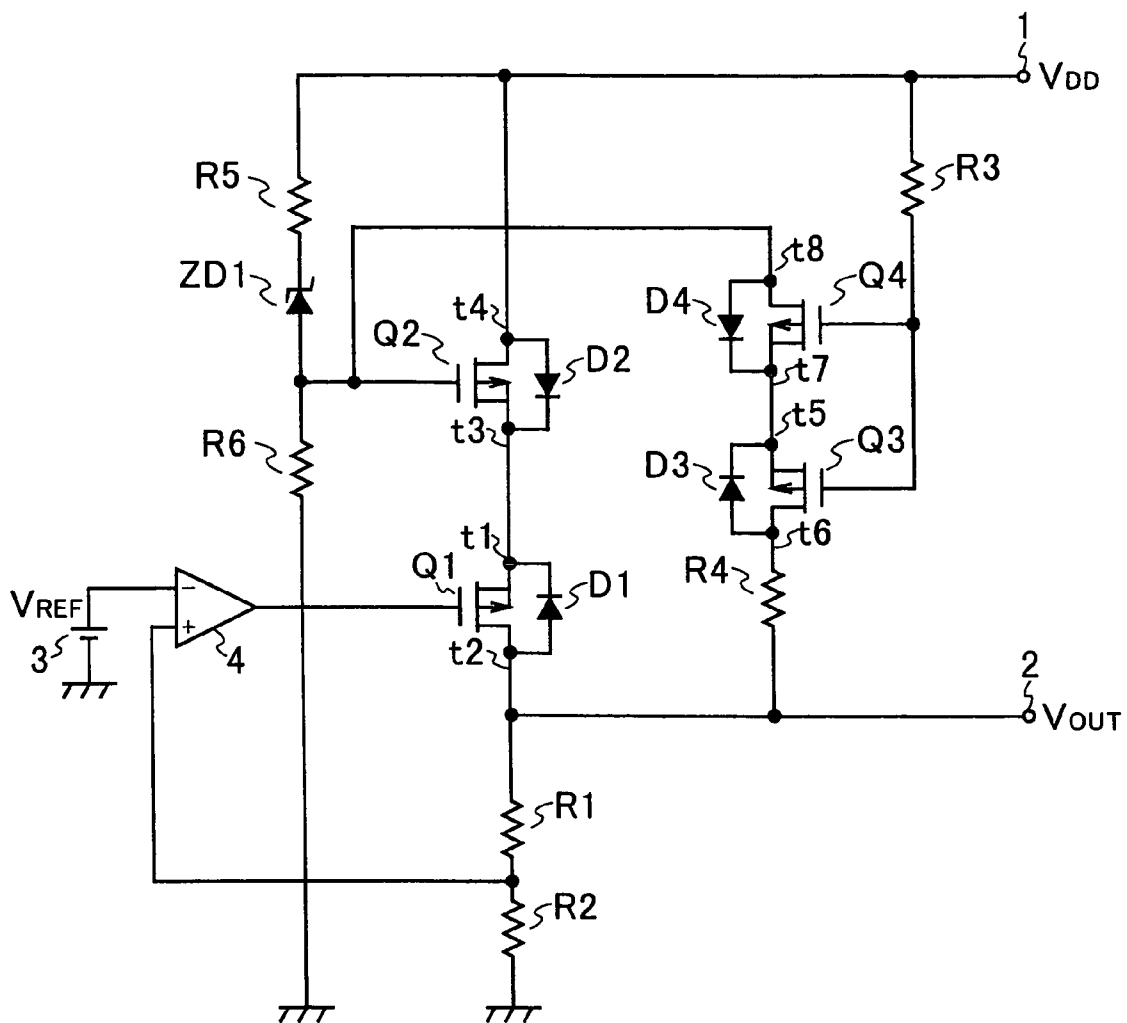 1
VDD
R5
R3
ZD1
t8
Q4
D4
t4
Q2
D2
t7
t3
t5
R6
Q3
D3
t1
t6
Q1
R4
D1
VREF
−
+
3
4
t2
2
VOUT
R1
R2